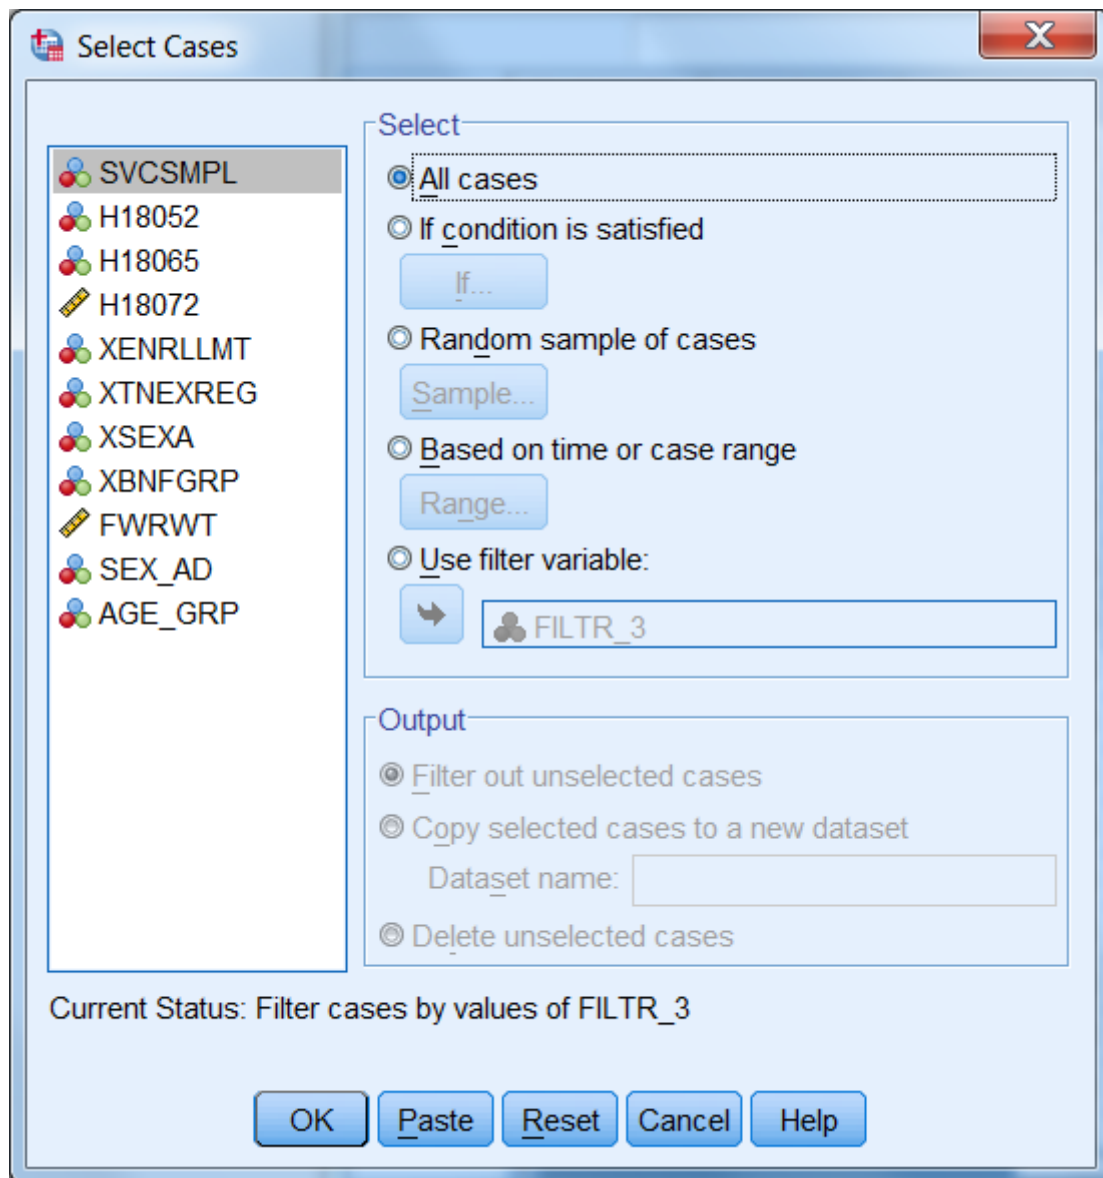 Select Cases
SVCSMPL
H18052
H18065
H18072
XENRLLMT
XTNEXREG
XSEXA
XBNFGRP
FWRWT
SEX_AD
AGE_GRP
Select
All cases
If condition is satisfied
If...
Random sample of cases
Sample...
Based on time or case range
Range...
Use filter variable:
FILTR_3
Output
Filter out unselected cases
Copy selected cases to a new dataset
Dataset name:
Delete unselected cases
Current Status: Filter cases by values of FILTR_3
OK Paste Reset Cancel Help